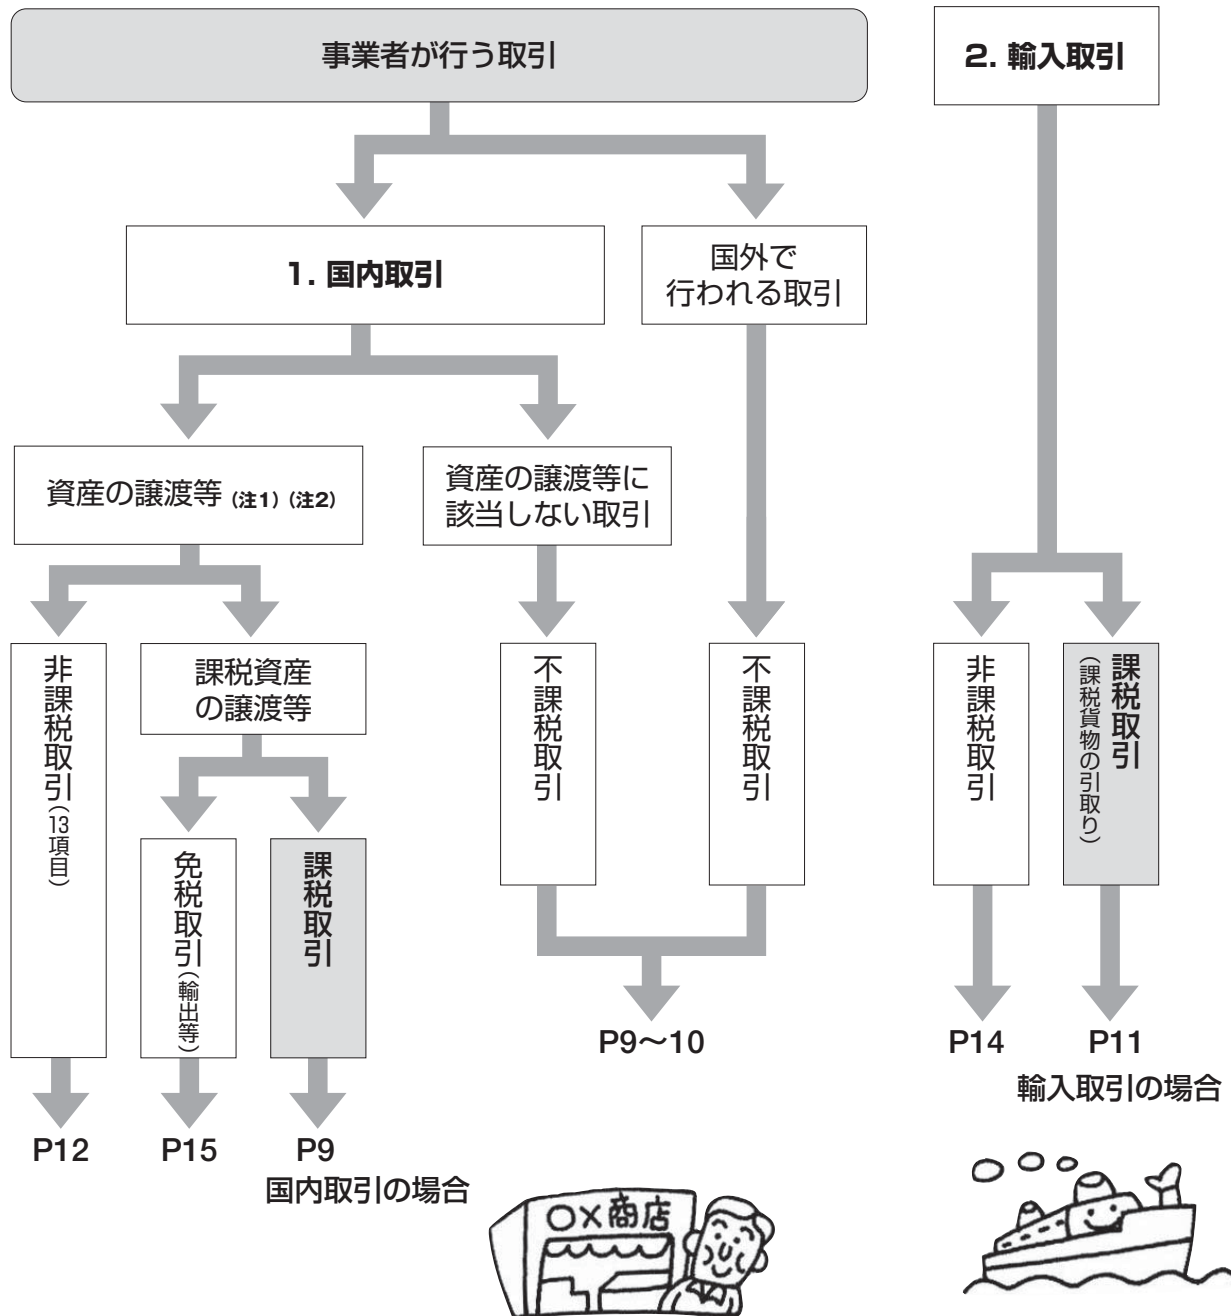 事業者が行う取引
2. 輸入取引
1. 国内取引
国外で
行われる取引
資産の譲渡等 (注1) (注2)
資産の譲渡等に
該当しない取引
非課税取引(13項目)
課税資産
の譲渡等
免税取引(輸出等)
課税取引
不課税取引
不課税取引
非課税取引
課税取引
(課税貨物の引取り)
P12
P15
P9
国内取引の場合
P9〜10
P14
P11
輸入取引の場合
○×商店